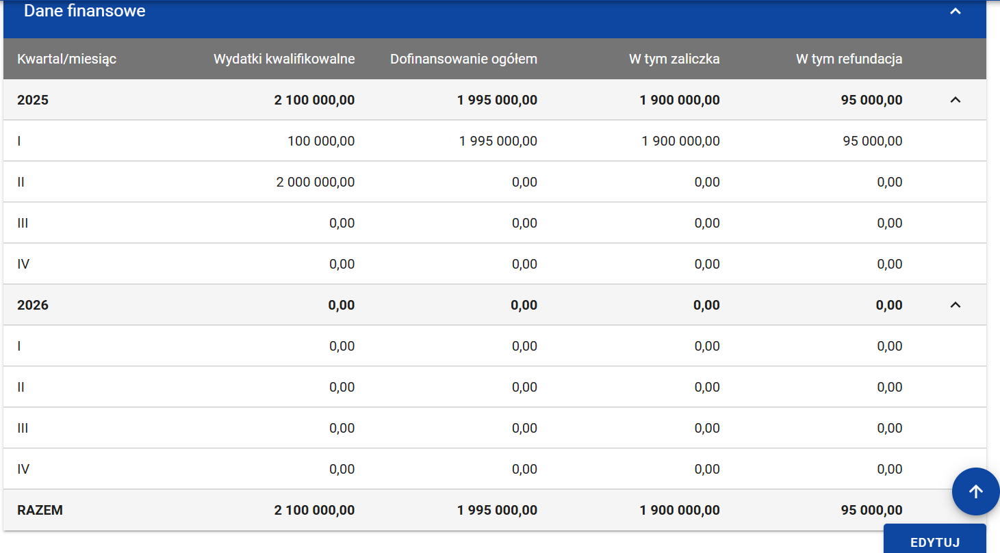 Dane finansowe
Kwartal/miesiąc Wydatki kwalifikowalne Dofinansowanie ogółem W tym zaliczka W tym refundacja
2025 2 100 000,00 1 995 000,00 1 900 000,00 95 000,00
I 100 000,00 1 995 000,00 1 900 000,00 95 000,00
II 2 000 000,00 0,00 0,00 0,00
III 0,00 0,00 0,00 0,00
IV 0,00 0,00 0,00 0,00
2026 0,00 0,00 0,00 0,00
I 0,00 0,00 0,00 0,00
II 0,00 0,00 0,00 0,00
III 0,00 0,00 0,00 0,00
IV 0,00 0,00 0,00 0,00
RAZEM 2 100 000,00 1 995 000,00 1 900 000,00 95 000,00
EDYTUJ